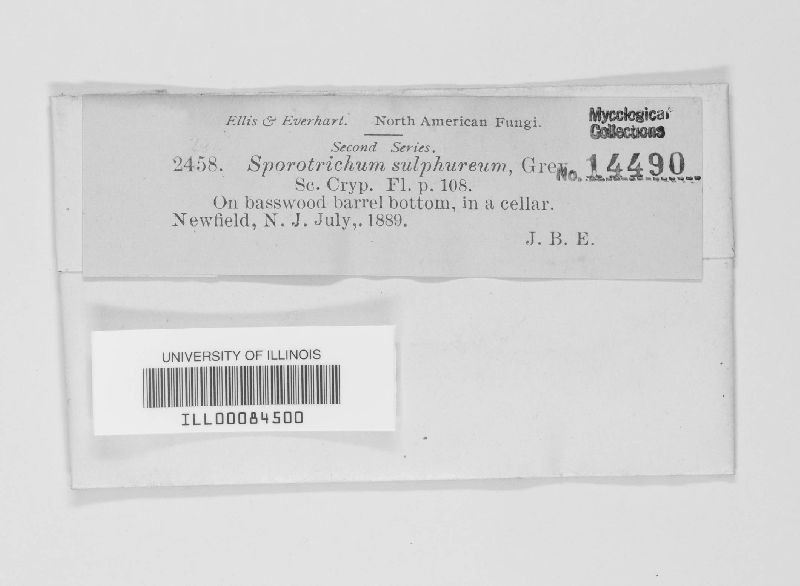 Ellis & Everhart. North American Fungi.
Second Series.
Mycological
Collections
No. 14490
2458. Sporotrichum sulphureum, Grev.
Sc. Cryp. Fl. p. 108.
On basswood barrel bottom, in a cellar.
Newfield, N. J. July,. 1889.
J. B. E.
UNIVERSITY OF ILLINOIS
ILL00084500